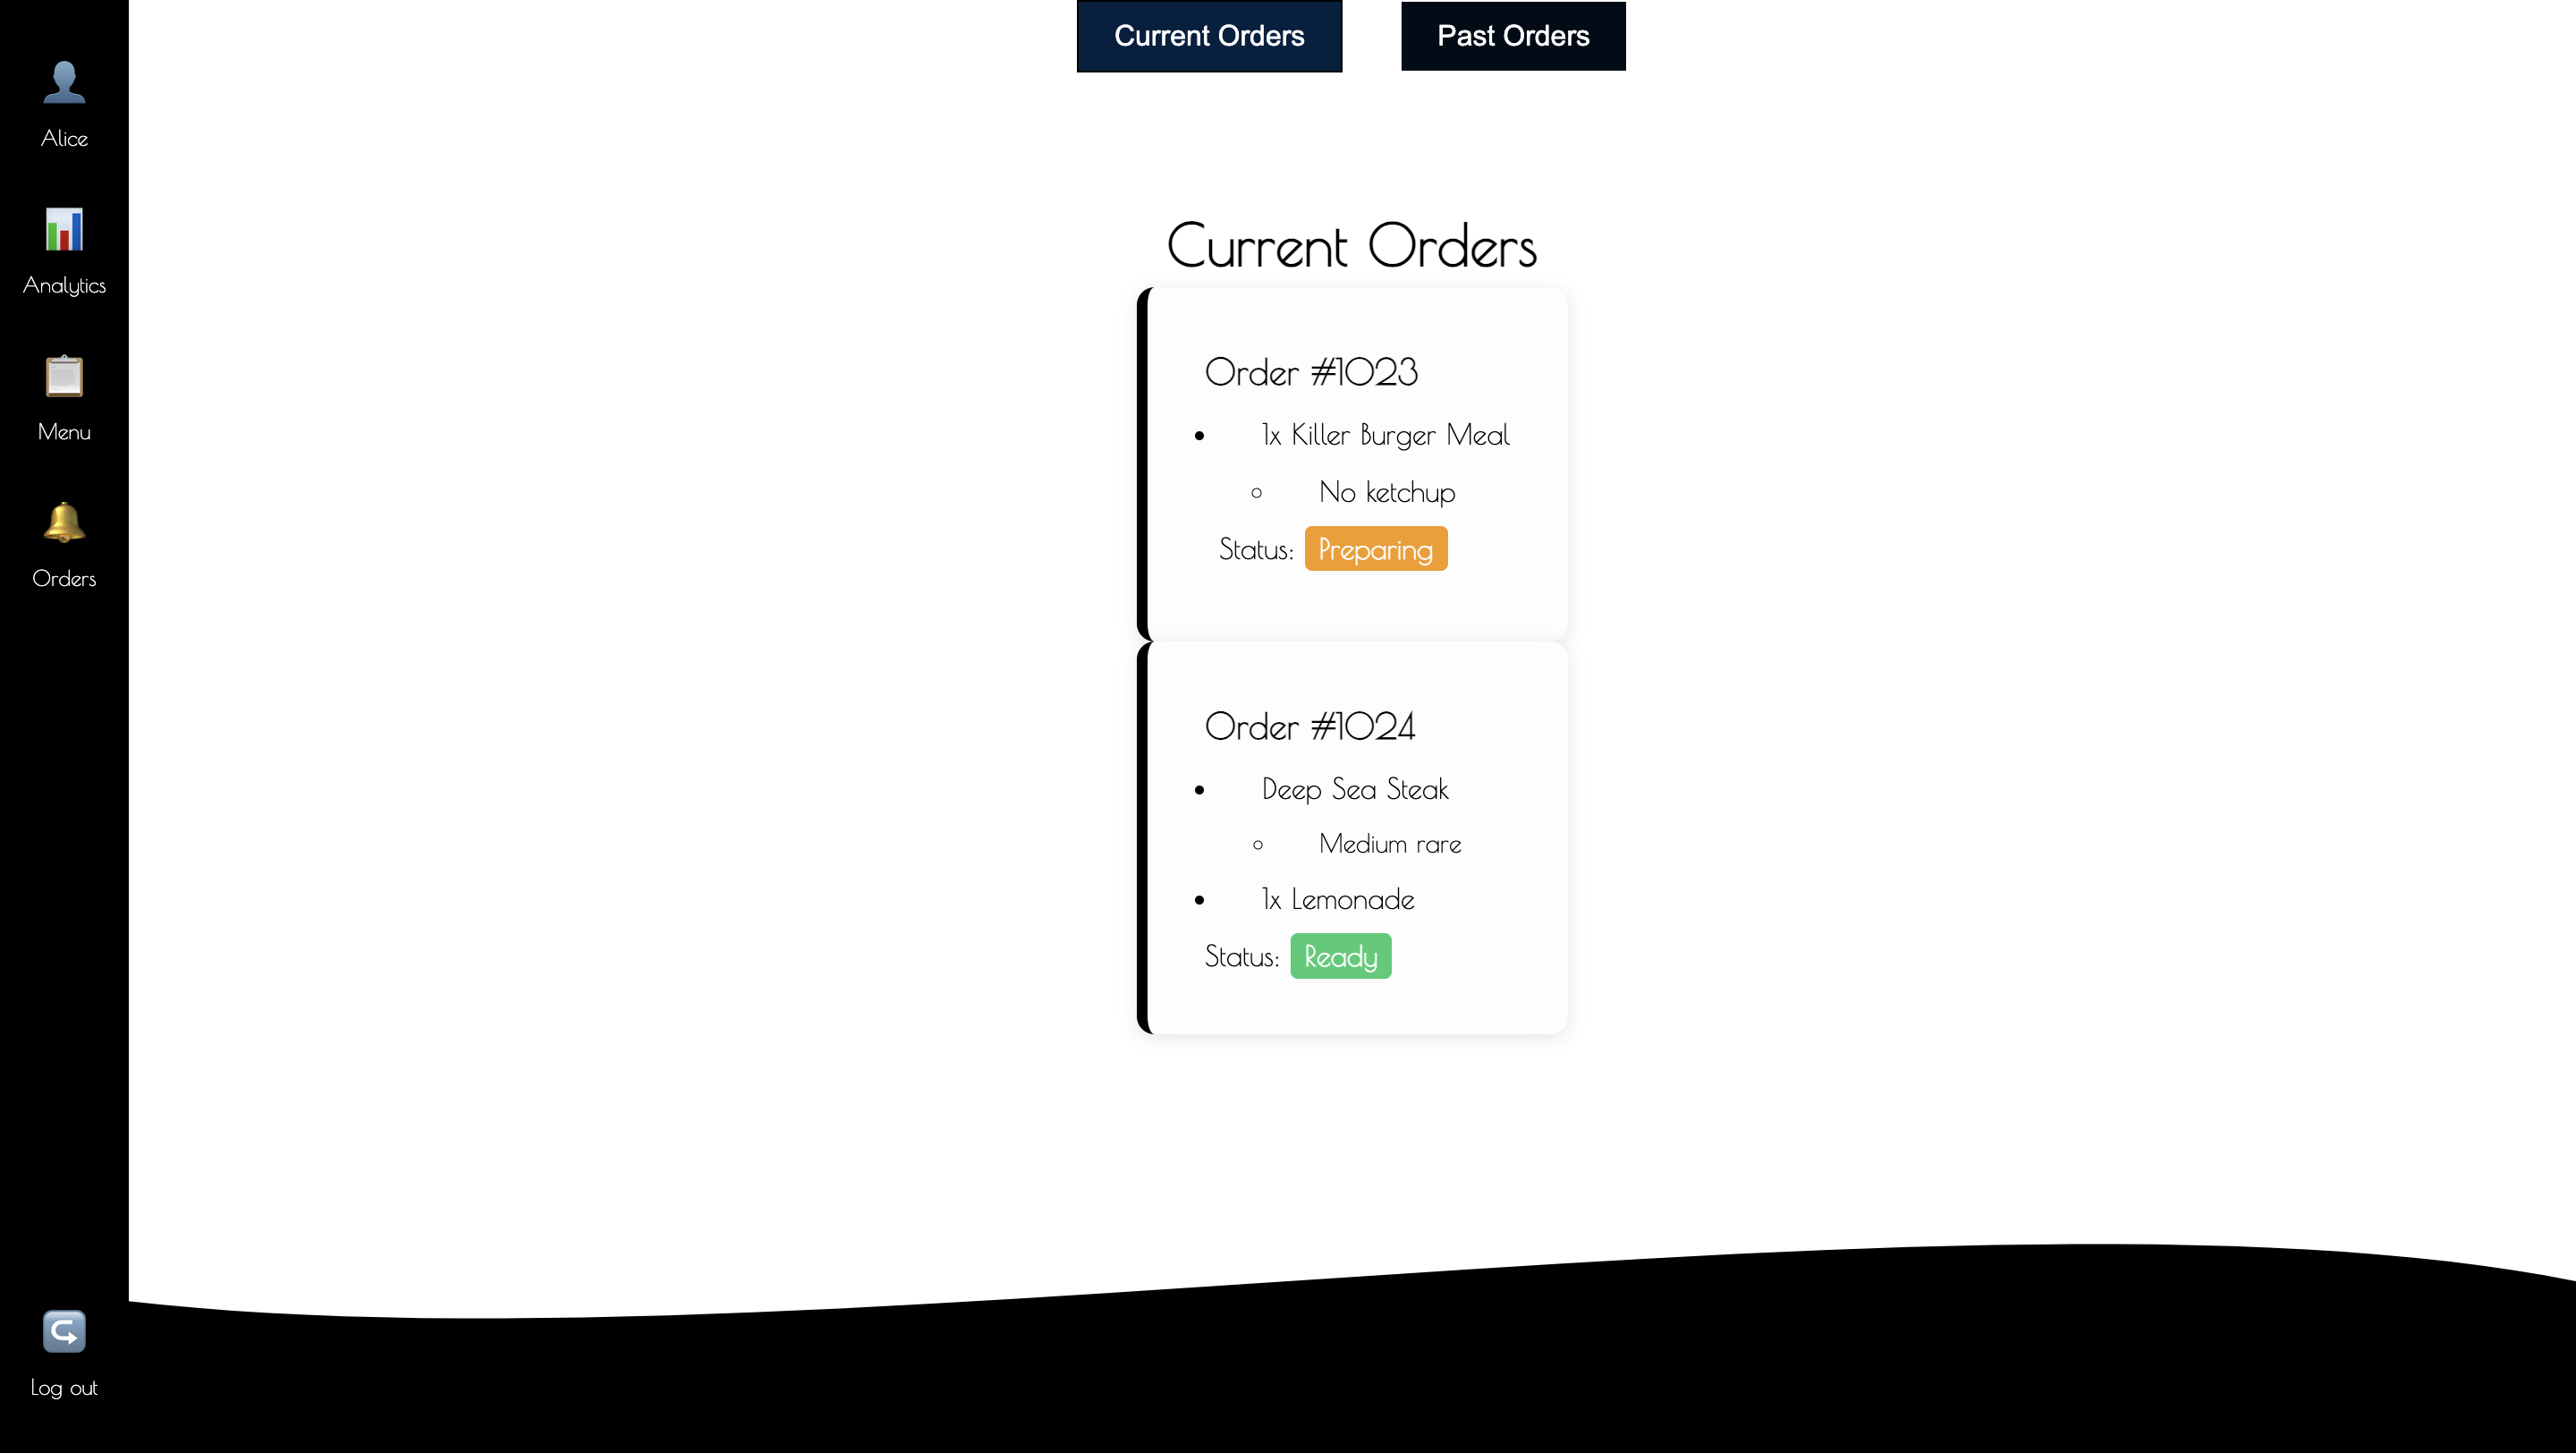 Alice
Analytics
Menu
Orders
Log out
Current Orders
Past Orders
Current Orders
Order #1023
1x Killer Burger Meal
No ketchup
Status: Preparing
Order #1024
Deep Sea Steak
Medium rare
1x Lemonade
Status: Ready